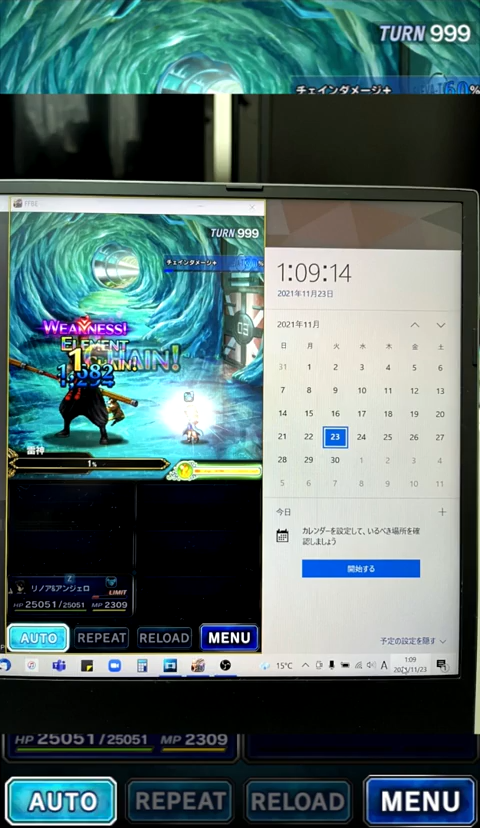 TURN 999
チェインダメージ+
%
FFBE
TURN 999
チェインダメージ+
%
03
WEAKNESS!
ELEMENT
CHAIN!
雷神
1%
リノア&アンジェロ
LIMIT
HP 25051/25051 MP 2309
AUTO REPEAT RELOAD MENU
1:09:14
2021年11月23日
2021年11月
日 月 火 水 木 金 土
31 1 2 3 4 5 6
7 8 9 10 11 12 13
14 15 16 17 18 19 20
21 22 23 24 25 26 27
28 29 30 1 2 3 4
5 6 7 8 9 10 11
今日
カレンダーを設定して、いるべき場所を確
認しましょう
開始する
予定の設定を隠す
15°C A 1:09
2021/11/23
HP 25051/25051 MP 2309
AUTO REPEAT RELOAD MENU